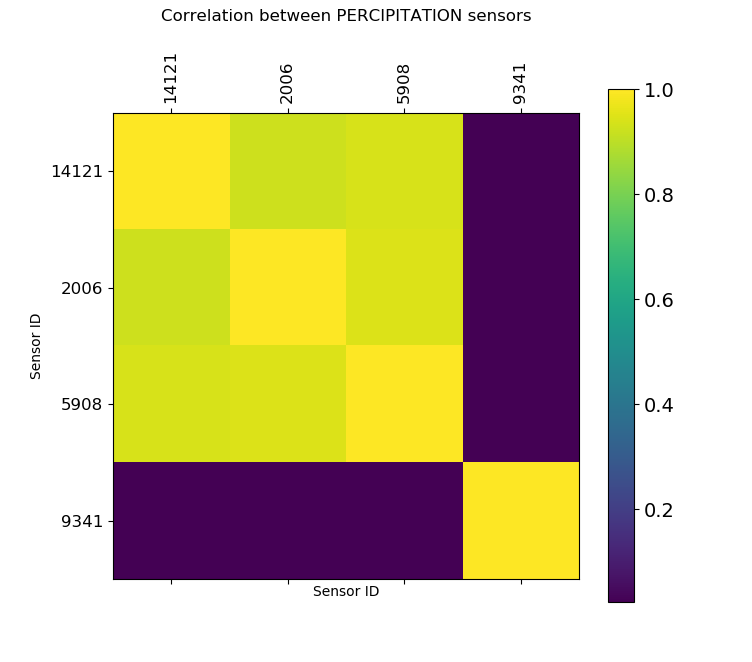 Correlation between PERCIPITATION sensors
14121 2006 5908 9341
14121
2006
5908
9341
Sensor ID
Sensor ID
1.0
0.8
0.6
0.4
0.2